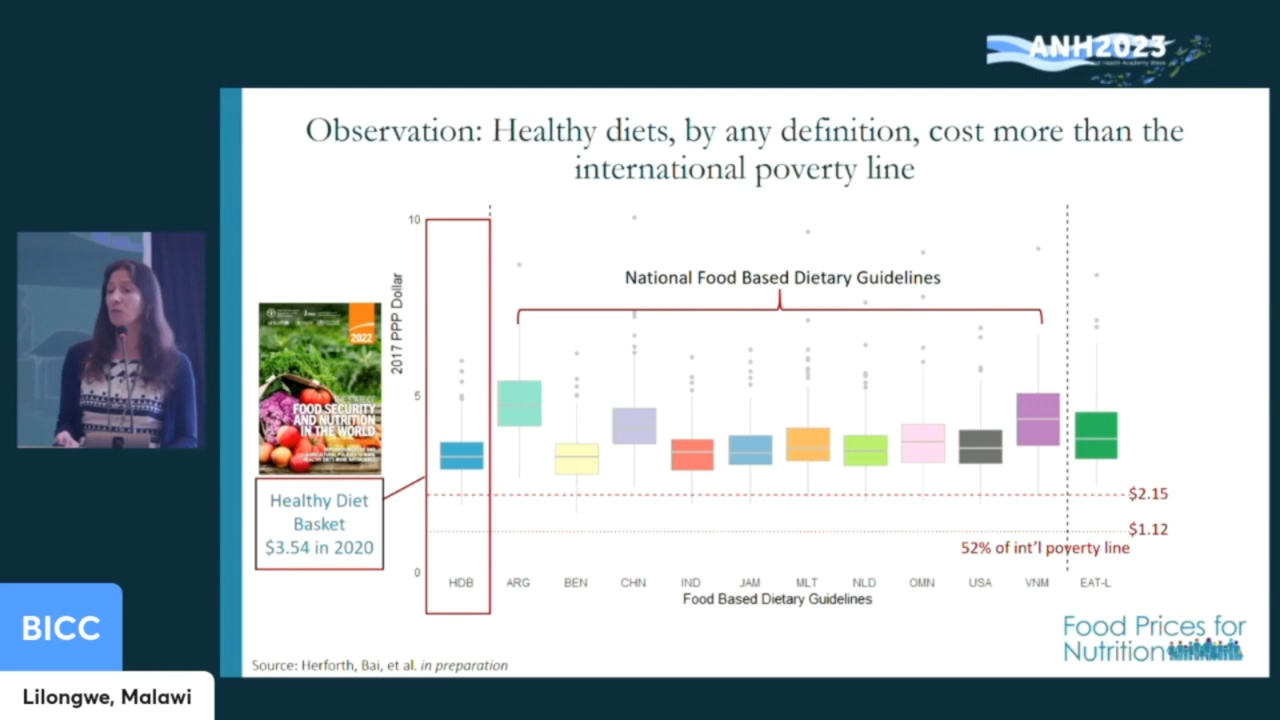 ANH2023
Observation: Healthy diets, by any definition, cost more than the
international poverty line
10
5
0
2017 PPP Dollar
National Food Based Dietary Guidelines
2022
FOOD SECURITY
AND NUTRITION
IN THE WORLD
Healthy Diet
Basket
$3.54 in 2020
$2.15
$1.12
52% of int'l poverty line
HDB ARG BEN CHN IND JAM MLT NLD OMN USA VNM EAT-L
Food Based Dietary Guidelines
Food Prices for
Nutrition
Source: Herforth, Bai, et al. in preparation
BICC
Lilongwe, Malawi